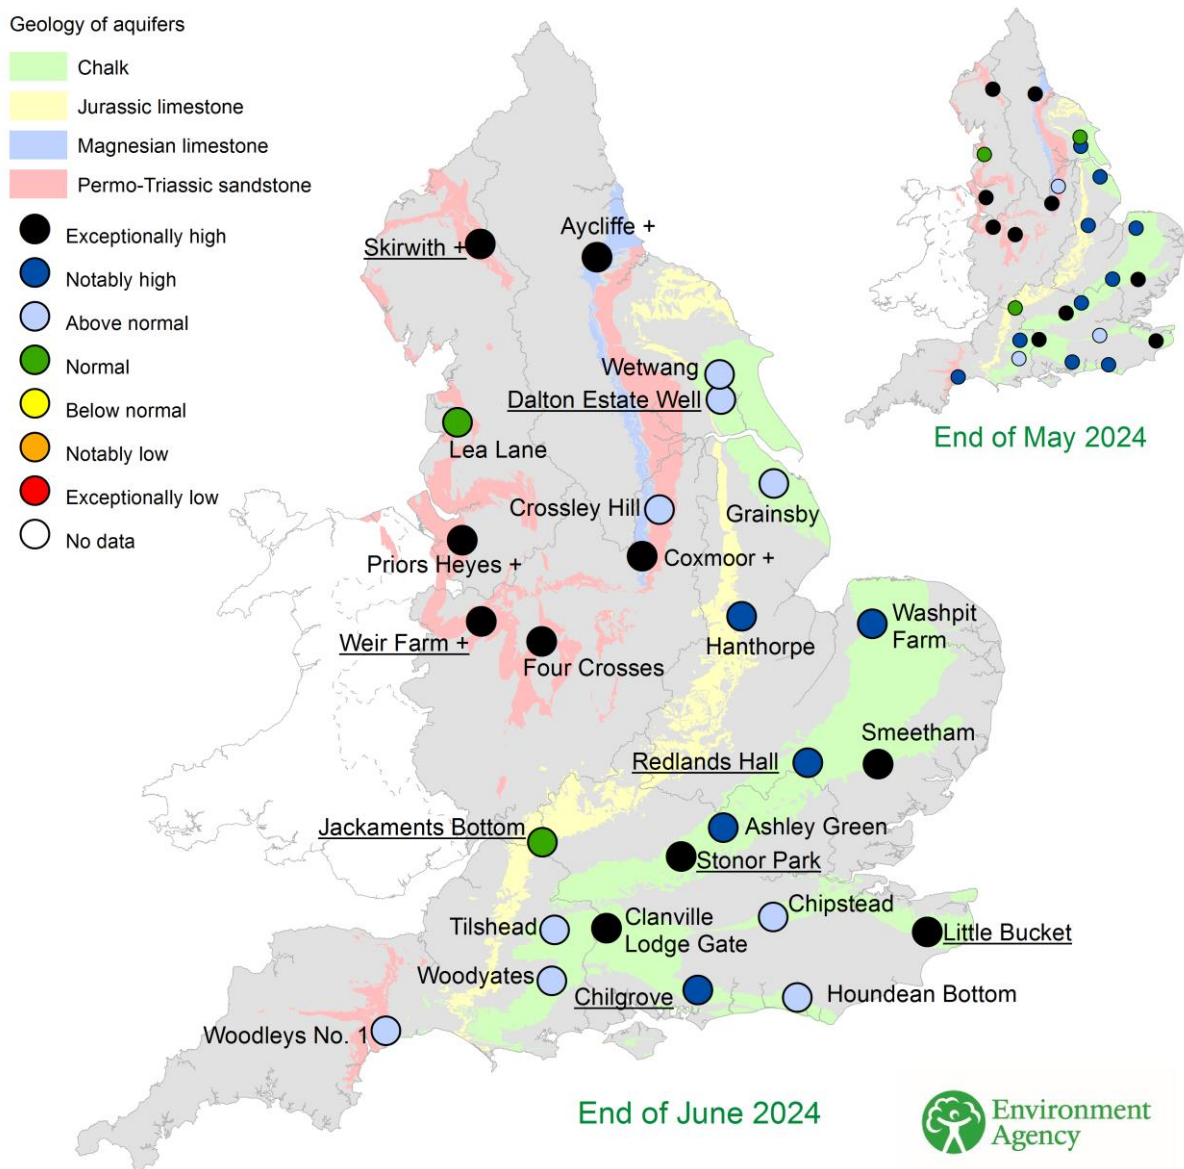 Geology of aquifers
Chalk
Jurassic limestone
Magnesian limestone
Permo-Triassic sandstone
Exceptionally high
Notably high
Above normal
Normal
Below normal
Notably low
Exceptionally low
No data
End of May 2024
Skirwith +
Aycliffe +
Wetwang
Dalton Estate Well
Lea Lane
Crossley Hill
Grainsby
Priors Heyes +
Coxmoor +
Weir Farm +
Four Crosses
Hanthorpe
Washpit
Farm
Smeetham
Redlands Hall
Jackaments Bottom
Ashley Green
Stonor Park
Tilshead
Clanville
Lodge Gate
Chipstead
Little Bucket
Woodyates
Chilgrove
Houndean Bottom
Woodleys No. 1
End of June 2024
Environment
Agency